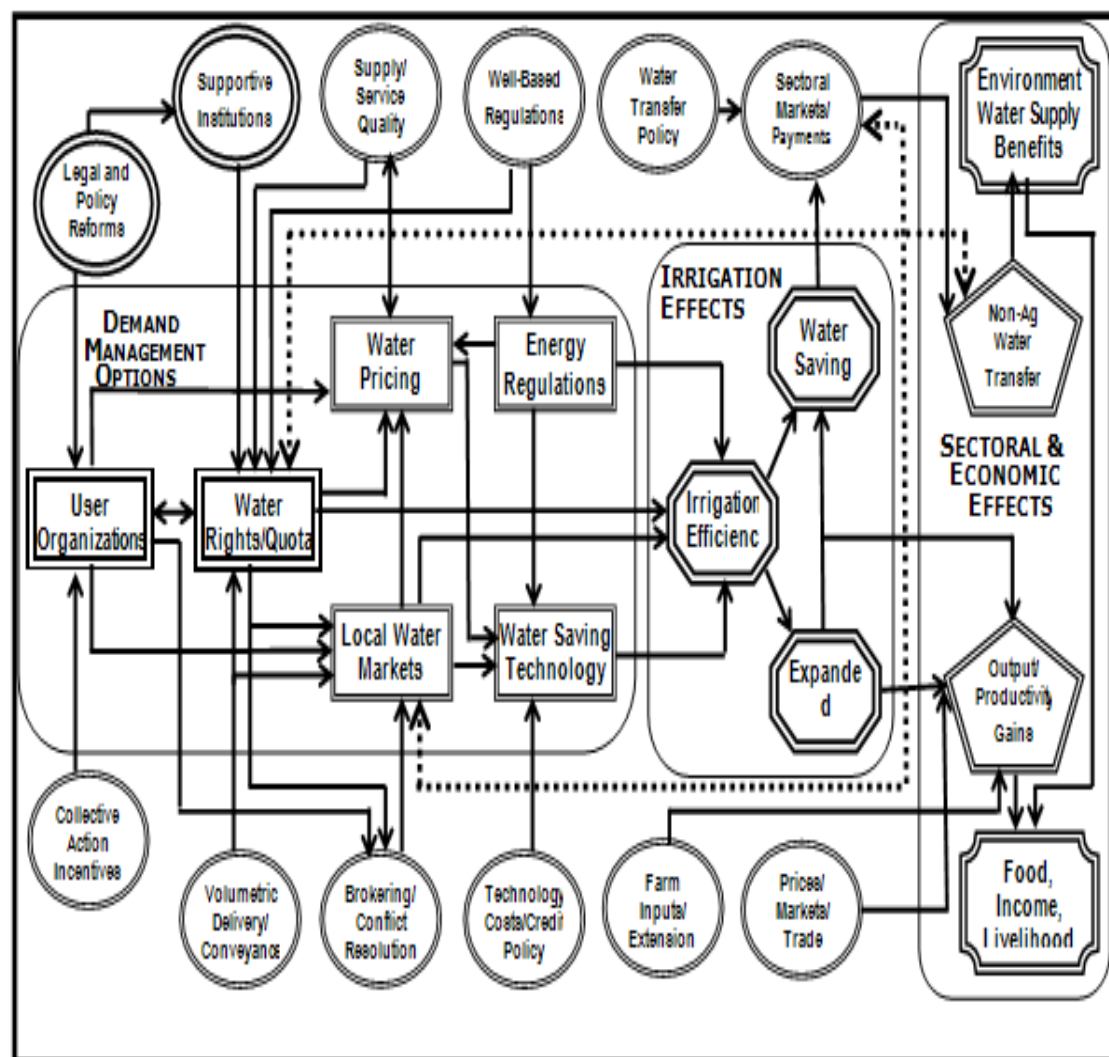 Supportive
Institutions
Supply/
Service
Quality
Well-Based
Regulations
Water
Transfer
Policy
Sectoral
Markets/
Payments
Environment
Water Supply
Benefits
Legal and
Policy
Reforms
DEMAND
MANAGEMENT
OPTIONS
Water
Pricing
Energy
Regulations
IRRIGATION
EFFECTS
Water
Saving
Non-Ag
Water
Transfer
SECTORAL &
ECONOMIC
EFFECTS
User
Organizations
Water
Rights/Quota
Irrigation
Efficienc
Local Water
Markets
Water Saving
Technology
Expande
d
Output/
Productivity
Gains
Collective
Action
Incentives
Volumetric
Delivery/
Conveyance
Brokering/
Conflict
Resolution
Technology
Costs/Credit
Policy
Farm
Inputs/
Extension
Prices/
Markets/
Trade
Food,
Income,
Livelihood